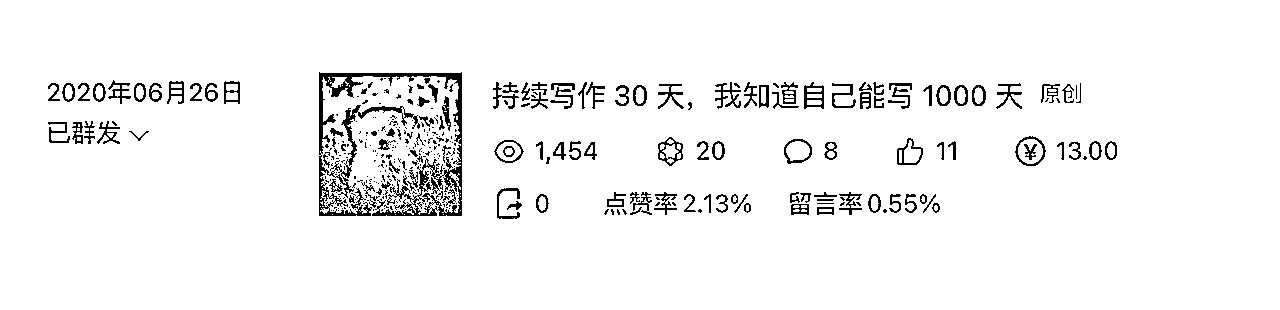 2020年06月26日
已群发
持续写作 30 天，我知道自己能写 1000 天 原创
1,454 20 8 11 13.00
0 点赞率 2.13% 留言率 0.55%